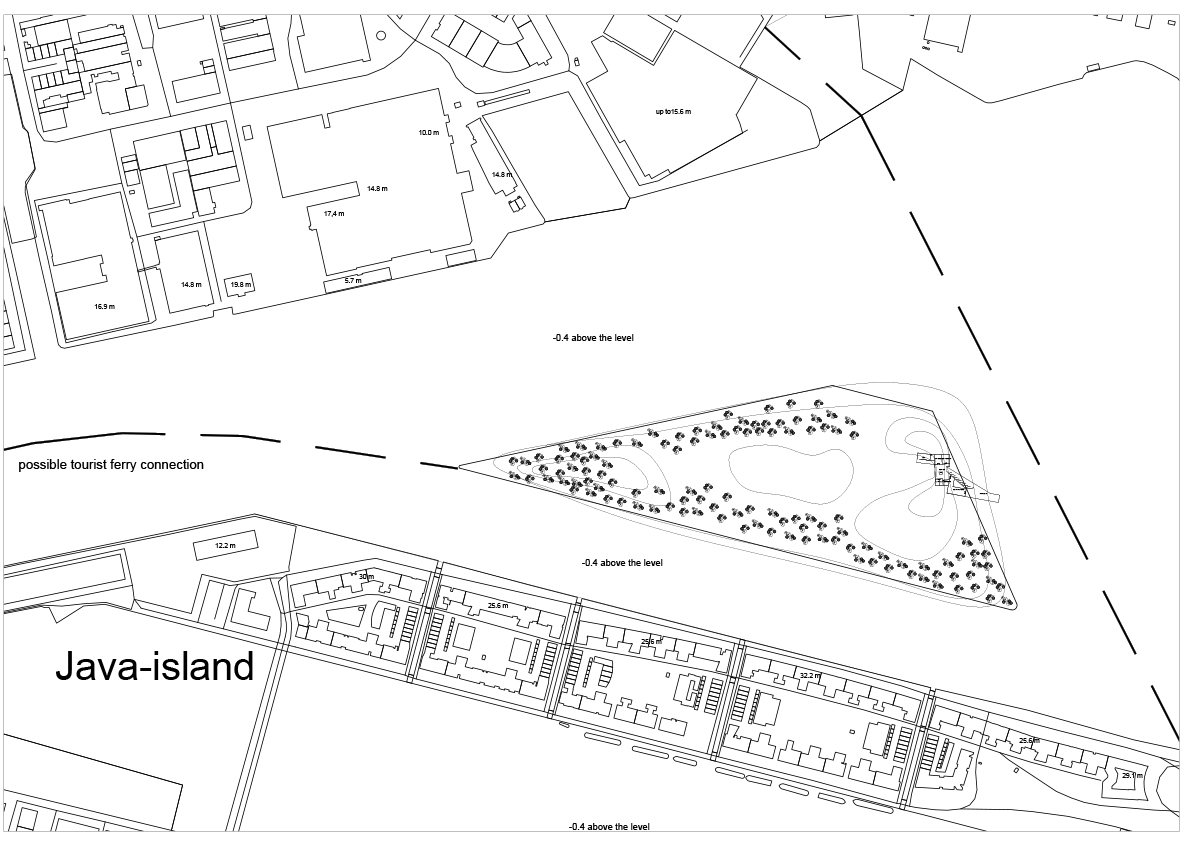 up to15.6 m
10.0 m
14.8 m
14.8 m
17,4 m
5.7 m
14.8 m
19.8 m
16.9 m
-0.4 above the level
possible tourist ferry connection
12.2 m
-0.4 above the level
30 m
25.6 m
25.6 m
Java-island
32.2 m
25.6 m
29.1 m
-0.4 above the level